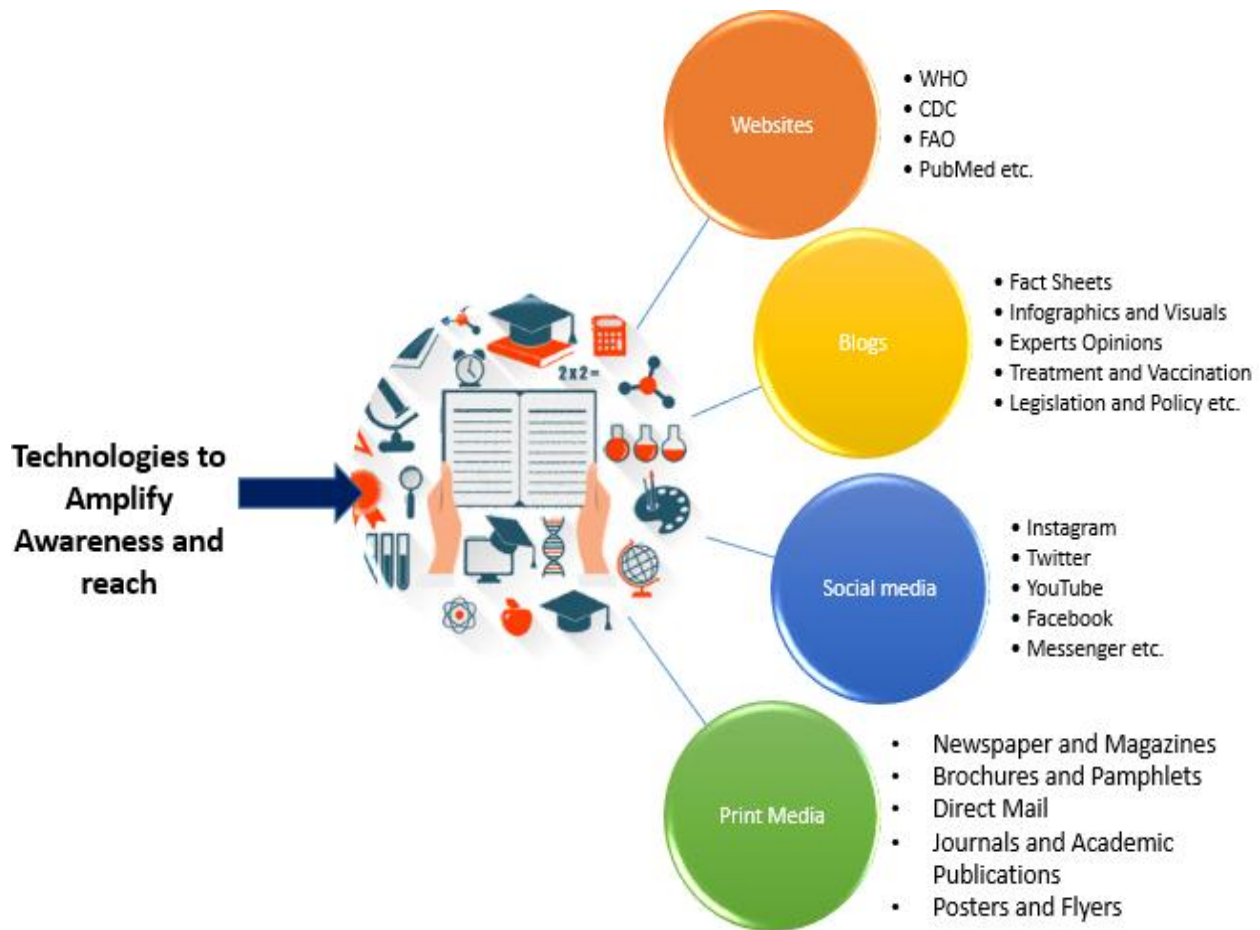 Technologies to
Amplify
Awareness and
reach
2x2=
Websites
• WHO
• CDC
• FAO
• PubMed etc.
Blogs
• Fact Sheets
• Infographics and Visuals
• Experts Opinions
• Treatment and Vaccination
• Legislation and Policy etc.
Social media
• Instagram
• Twitter
• YouTube
• Facebook
• Messenger etc.
Print Media
• Newspaper and Magazines
• Brochures and Pamphlets
• Direct Mail
• Journals and Academic
Publications
• Posters and Flyers